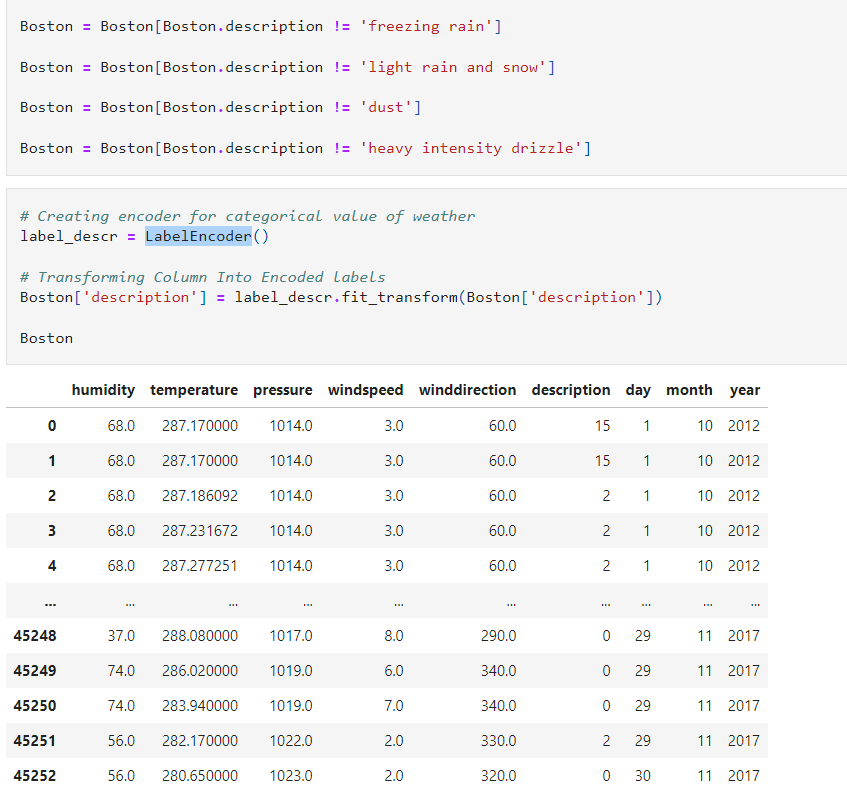 Boston = Boston[Boston.description != 'freezing rain']
Boston = Boston[Boston.description != 'light rain and snow']
Boston = Boston[Boston.description != 'dust']
Boston = Boston[Boston.description != 'heavy intensity drizzle']
# Creating encoder for categorical value of weather
label_descr = LabelEncoder()
# Transforming Column Into Encoded labels
Boston['description'] = label_descr.fit_transform(Boston['description'])
Boston
humidity temperature pressure windspeed winddirection description day month year
0 68.0 287.170000 1014.0 3.0 60.0 15 1 10 2012
1 68.0 287.170000 1014.0 3.0 60.0 15 1 10 2012
2 68.0 287.186092 1014.0 3.0 60.0 2 1 10 2012
3 68.0 287.231672 1014.0 3.0 60.0 2 1 10 2012
4 68.0 287.277251 1014.0 3.0 60.0 2 1 10 2012
... ... ... ... ... ... ... ... ... ...
45248 37.0 288.080000 1017.0 8.0 290.0 0 29 11 2017
45249 74.0 286.020000 1019.0 6.0 340.0 0 29 11 2017
45250 74.0 283.940000 1019.0 7.0 340.0 0 29 11 2017
45251 56.0 282.170000 1022.0 2.0 330.0 2 29 11 2017
45252 56.0 280.650000 1023.0 2.0 320.0 0 30 11 2017